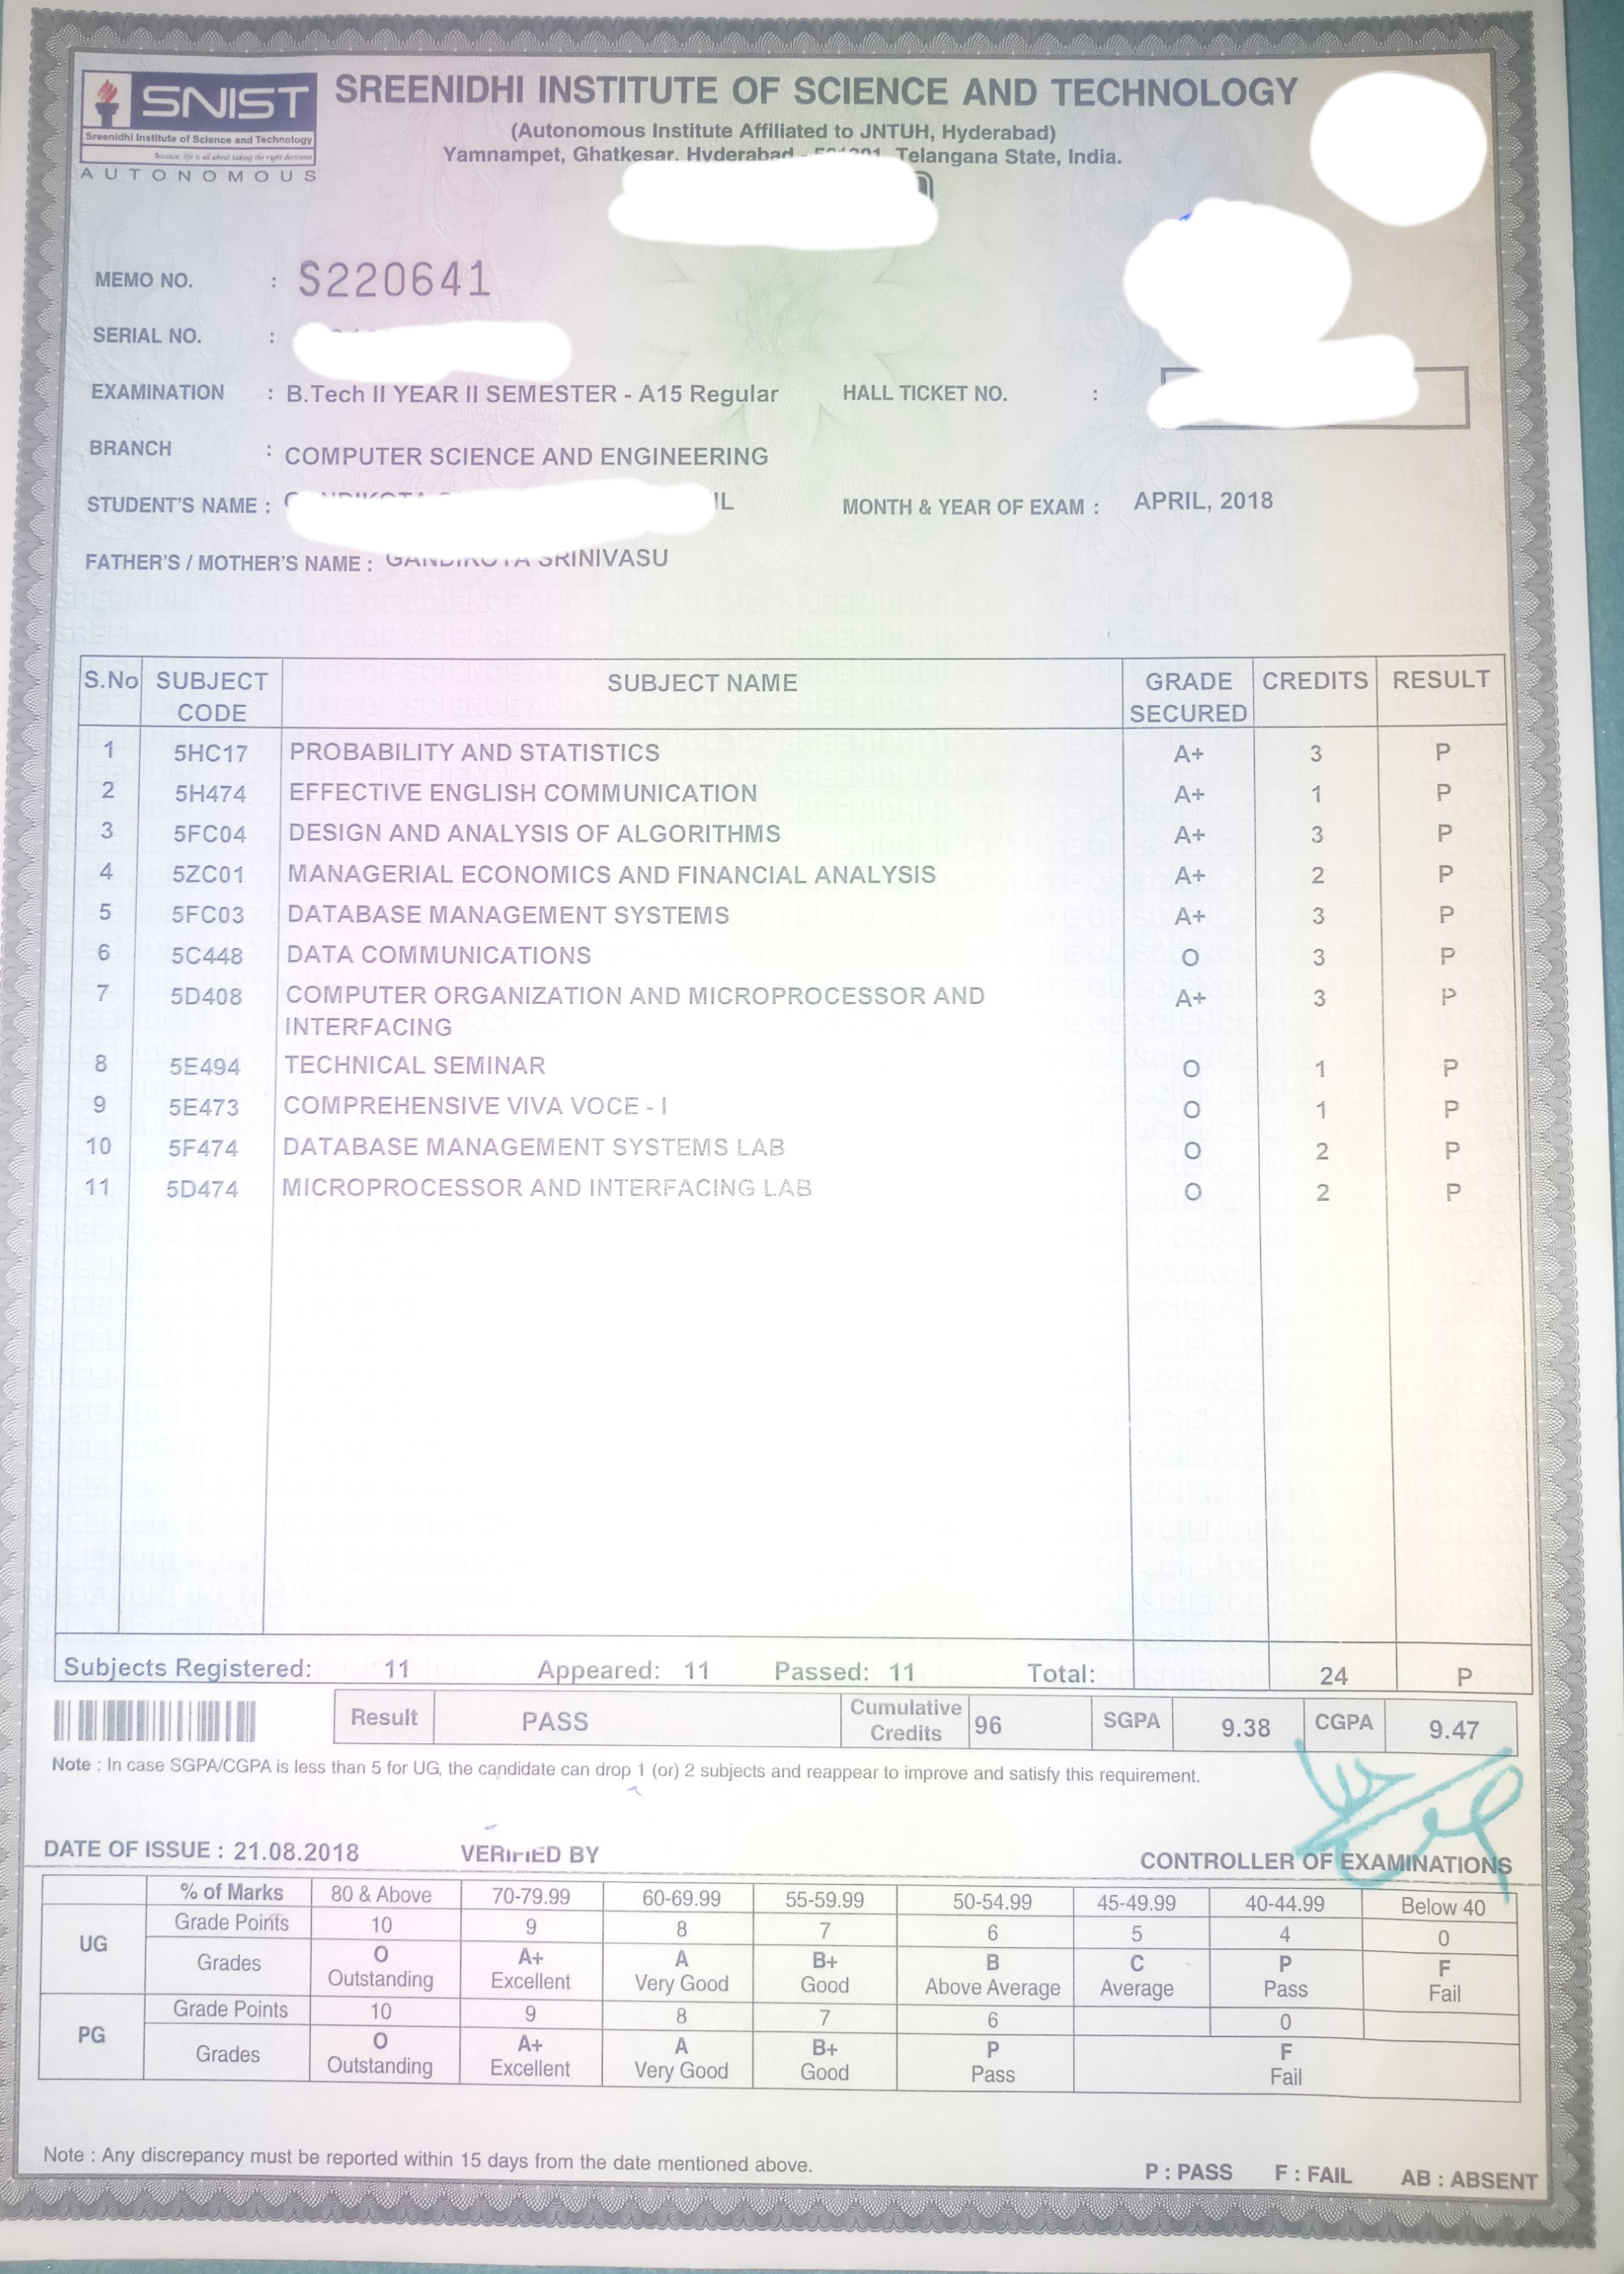 SNIST
Sreenidhi Institute of Science and Technology
Because, life is all about taking the right decisions
AUTONOMOUS
SREENIDHI INSTITUTE OF SCIENCE AND TECHNOLOGY
(Autonomous Institute Affiliated to JNTUH, Hyderabad)
Yamnampet, Ghatkesar, Hyderabad - Telangana State, India.
MEMO NO. : S220641
SERIAL NO. :
EXAMINATION : B.Tech II YEAR II SEMESTER - A15 Regular HALL TICKET NO. :
BRANCH : COMPUTER SCIENCE AND ENGINEERING
STUDENT'S NAME : IL MONTH & YEAR OF EXAM : APRIL, 2018
FATHER'S / MOTHER'S NAME : GANDIKOTA SRINIVASU
S.No SUBJECT CODE SUBJECT NAME GRADE SECURED CREDITS RESULT
1 5HC17 PROBABILITY AND STATISTICS A+ 3 P
2 5H474 EFFECTIVE ENGLISH COMMUNICATION A+ 1 P
3 5FC04 DESIGN AND ANALYSIS OF ALGORITHMS A+ 3 P
4 5ZC01 MANAGERIAL ECONOMICS AND FINANCIAL ANALYSIS A+ 2 P
5 5FC03 DATABASE MANAGEMENT SYSTEMS A+ 3 P
6 5C448 DATA COMMUNICATIONS O 3 P
7 5D408 COMPUTER ORGANIZATION AND MICROPROCESSOR AND A+ 3 P
INTERFACING
8 5E494 TECHNICAL SEMINAR O 1 P
9 5E473 COMPREHENSIVE VIVA VOCE - I O 1 P
10 5F474 DATABASE MANAGEMENT SYSTEMS LAB O 2 P
11 5D474 MICROPROCESSOR AND INTERFACING LAB O 2 P
Subjects Registered: 11 Appeared: 11 Passed: 11 Total: 24 P
Result PASS Cumulative Credits 96 SGPA 9.38 CGPA 9.47
Note : In case SGPA/CGPA is less than 5 for UG, the candidate can drop 1 (or) 2 subjects and reappear to improve and satisfy this requirement.
DATE OF ISSUE : 21.08.2018 VERIFIED BY CONTROLLER OF EXAMINATIONS
% of Marks 80 & Above 70-79.99 60-69.99 55-59.99 50-54.99 45-49.99 40-44.99 Below 40
UG Grade Points 10 9 8 7 6 5 4 0
Grades O A+ A B+ B C P F
Outstanding Excellent Very Good Good Above Average Average Pass Fail
PG Grade Points 10 9 8 7 6 0
Grades O A+ A B+ P F
Outstanding Excellent Very Good Good Pass Fail
Note : Any discrepancy must be reported within 15 days from the date mentioned above.
P : PASS F : FAIL AB : ABSENT